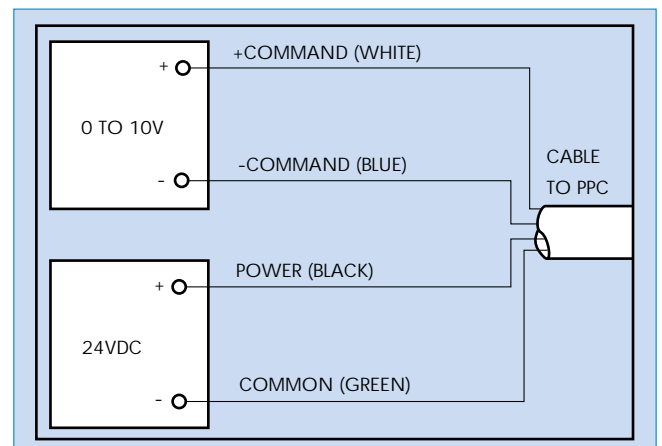 +COMMAND (WHITE)
+
0 TO 10V
-COMMAND (BLUE)
-
CABLE
TO PPC
POWER (BLACK)
+
24VDC
COMMON (GREEN)
-